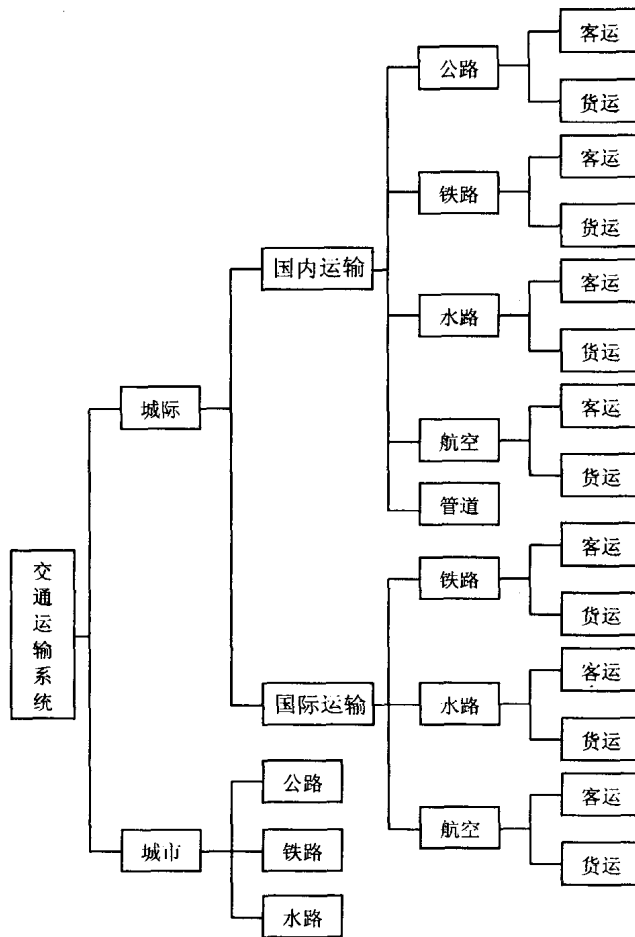 交通运输系统
城际
国内运输
公路
客运
货运
铁路
客运
货运
水路
客运
货运
航空
客运
货运
管道
国际运输
铁路
客运
货运
水路
客运
货运
航空
客运
货运
城市
公路
铁路
水路